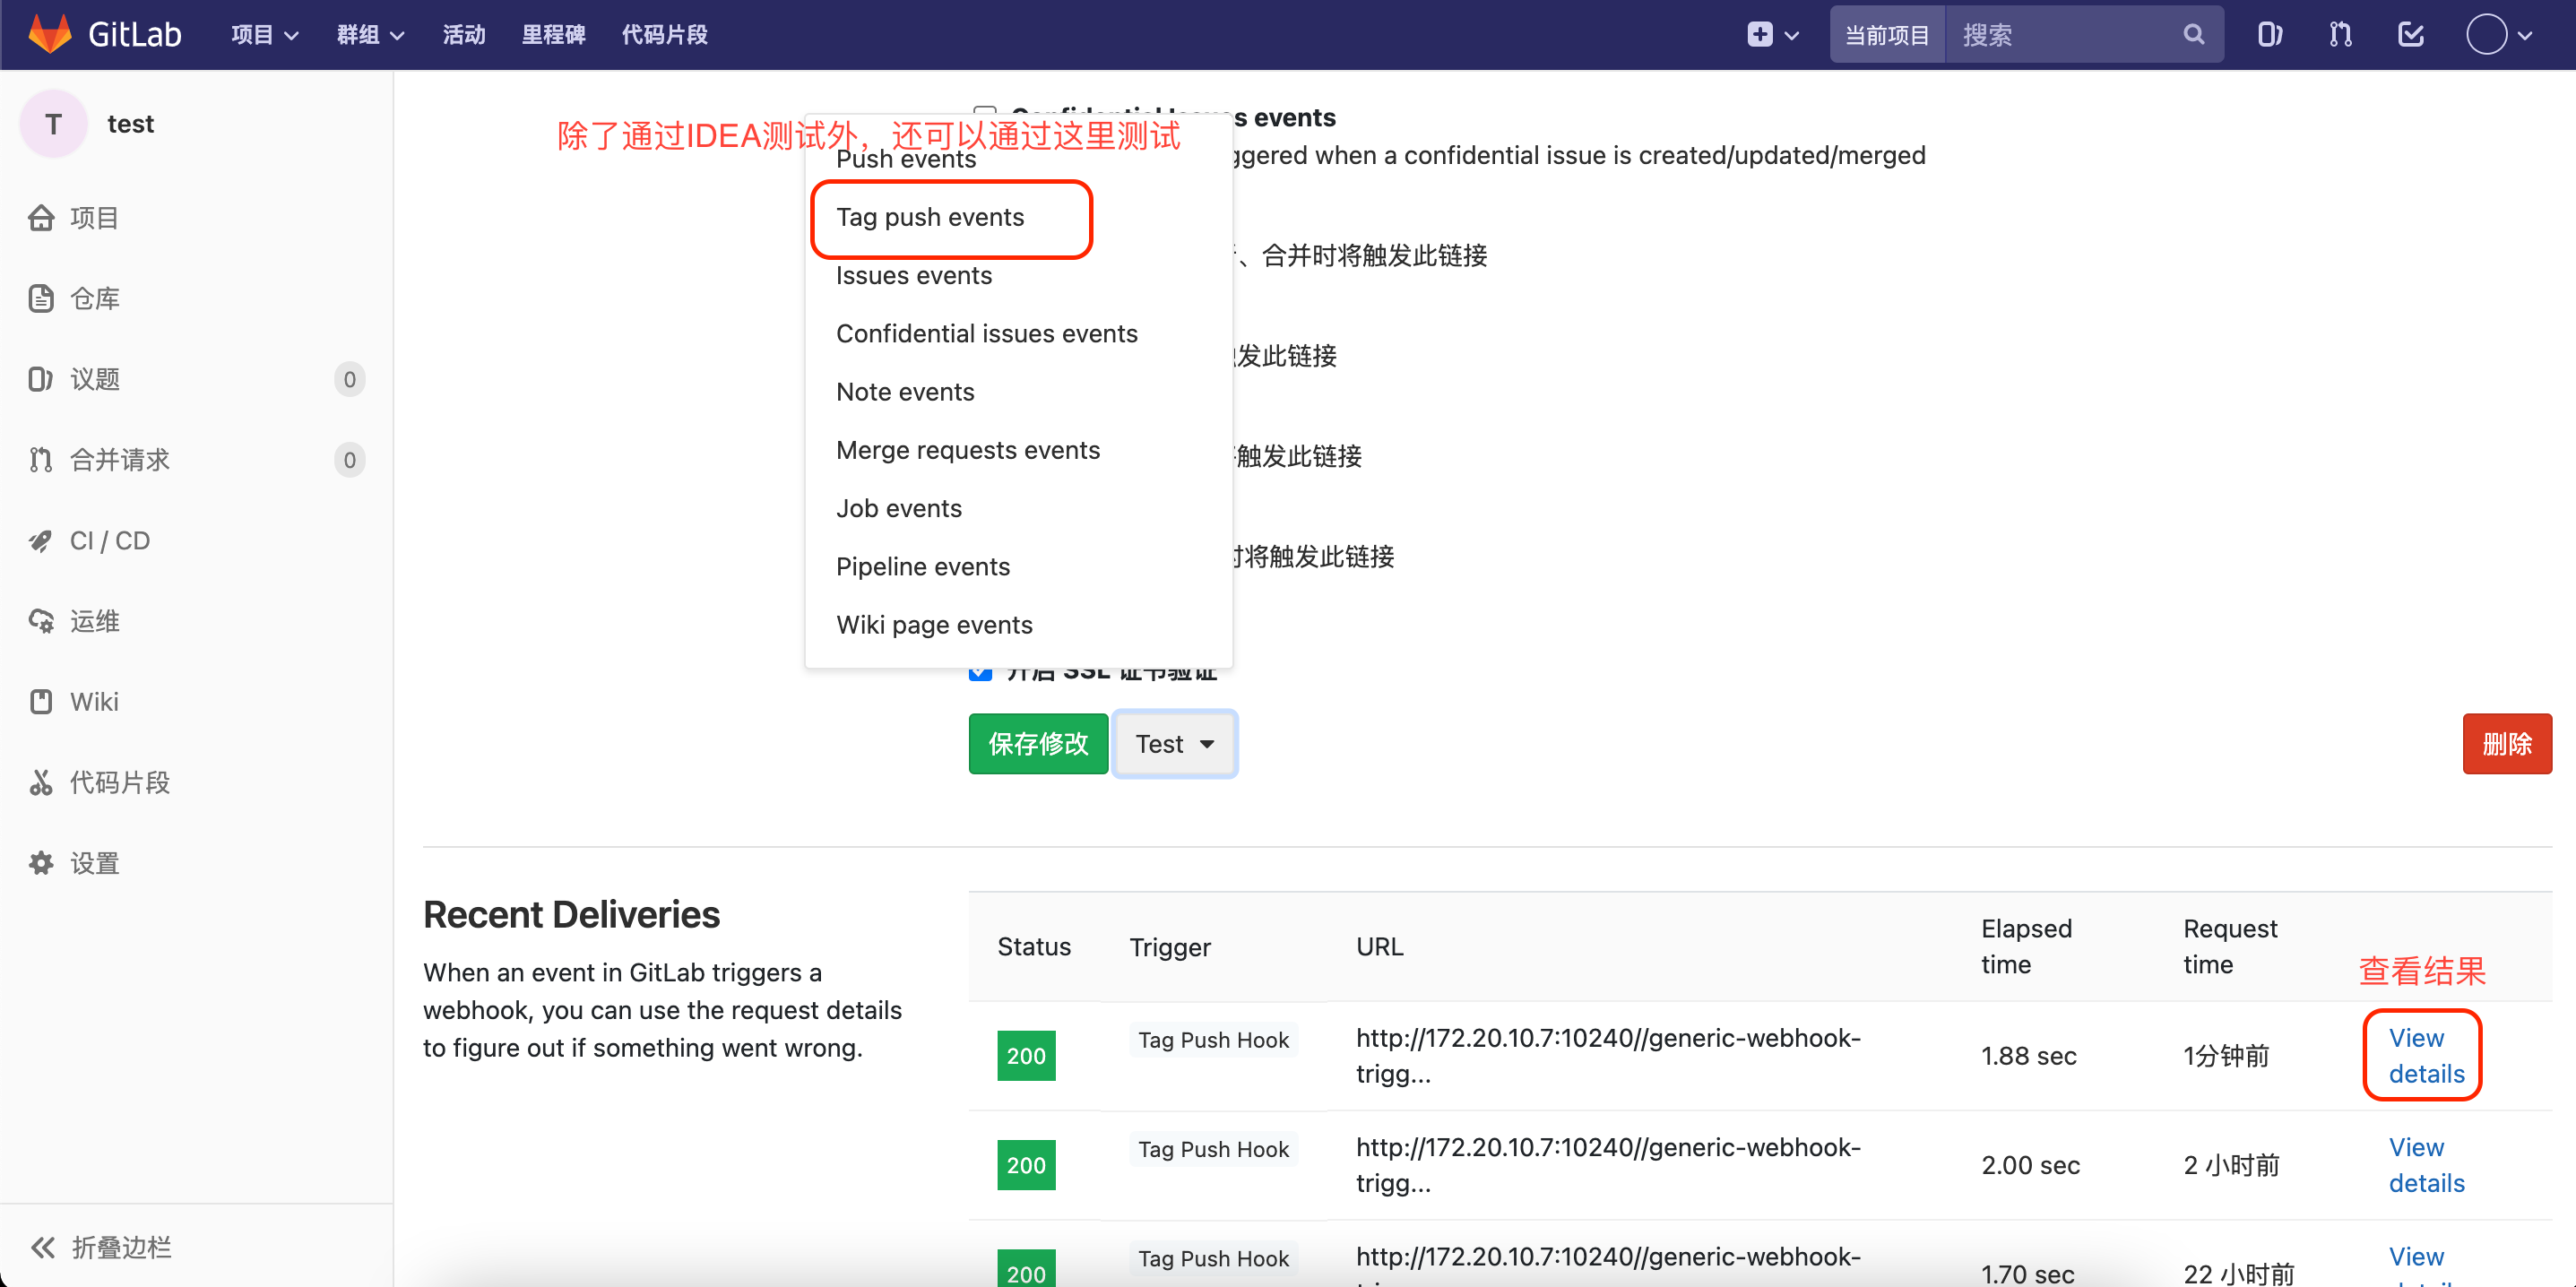 GitLab
项目
群组
活动
里程碑
代码片段
当前项目
搜索
T
test
项目
仓库
议题
0
合并请求
0
CI / CD
运维
Wiki
代码片段
设置
折叠边栏
Confidential Issues events
除了通过IDEA测试外，还可以通过这里测试
ggered when a confidential issue is created/updated/merged
Push events
Tag push events
Issues events
Confidential issues events
Note events
Merge requests events
Job events
Pipeline events
Wiki page events
、合并时将触发此链接
发此链接
触发此链接
时将触发此链接
开启 SSL 证书验证
保存修改
Test
删除
Recent Deliveries
When an event in GitLab triggers a
webhook, you can use the request details
to figure out if something went wrong.
Status
Trigger
URL
Elapsed
time
Request
time
查看结果
200
Tag Push Hook
http://172.20.10.7:10240//generic-webhook-
trigg...
1.88 sec
1分钟前
View
details
200
Tag Push Hook
http://172.20.10.7:10240//generic-webhook-
trigg...
2.00 sec
2 小时前
View
details
200
Tag Push Hook
http://172.20.10.7:10240//generic-webhook-
1.70 sec
22 小时前
View